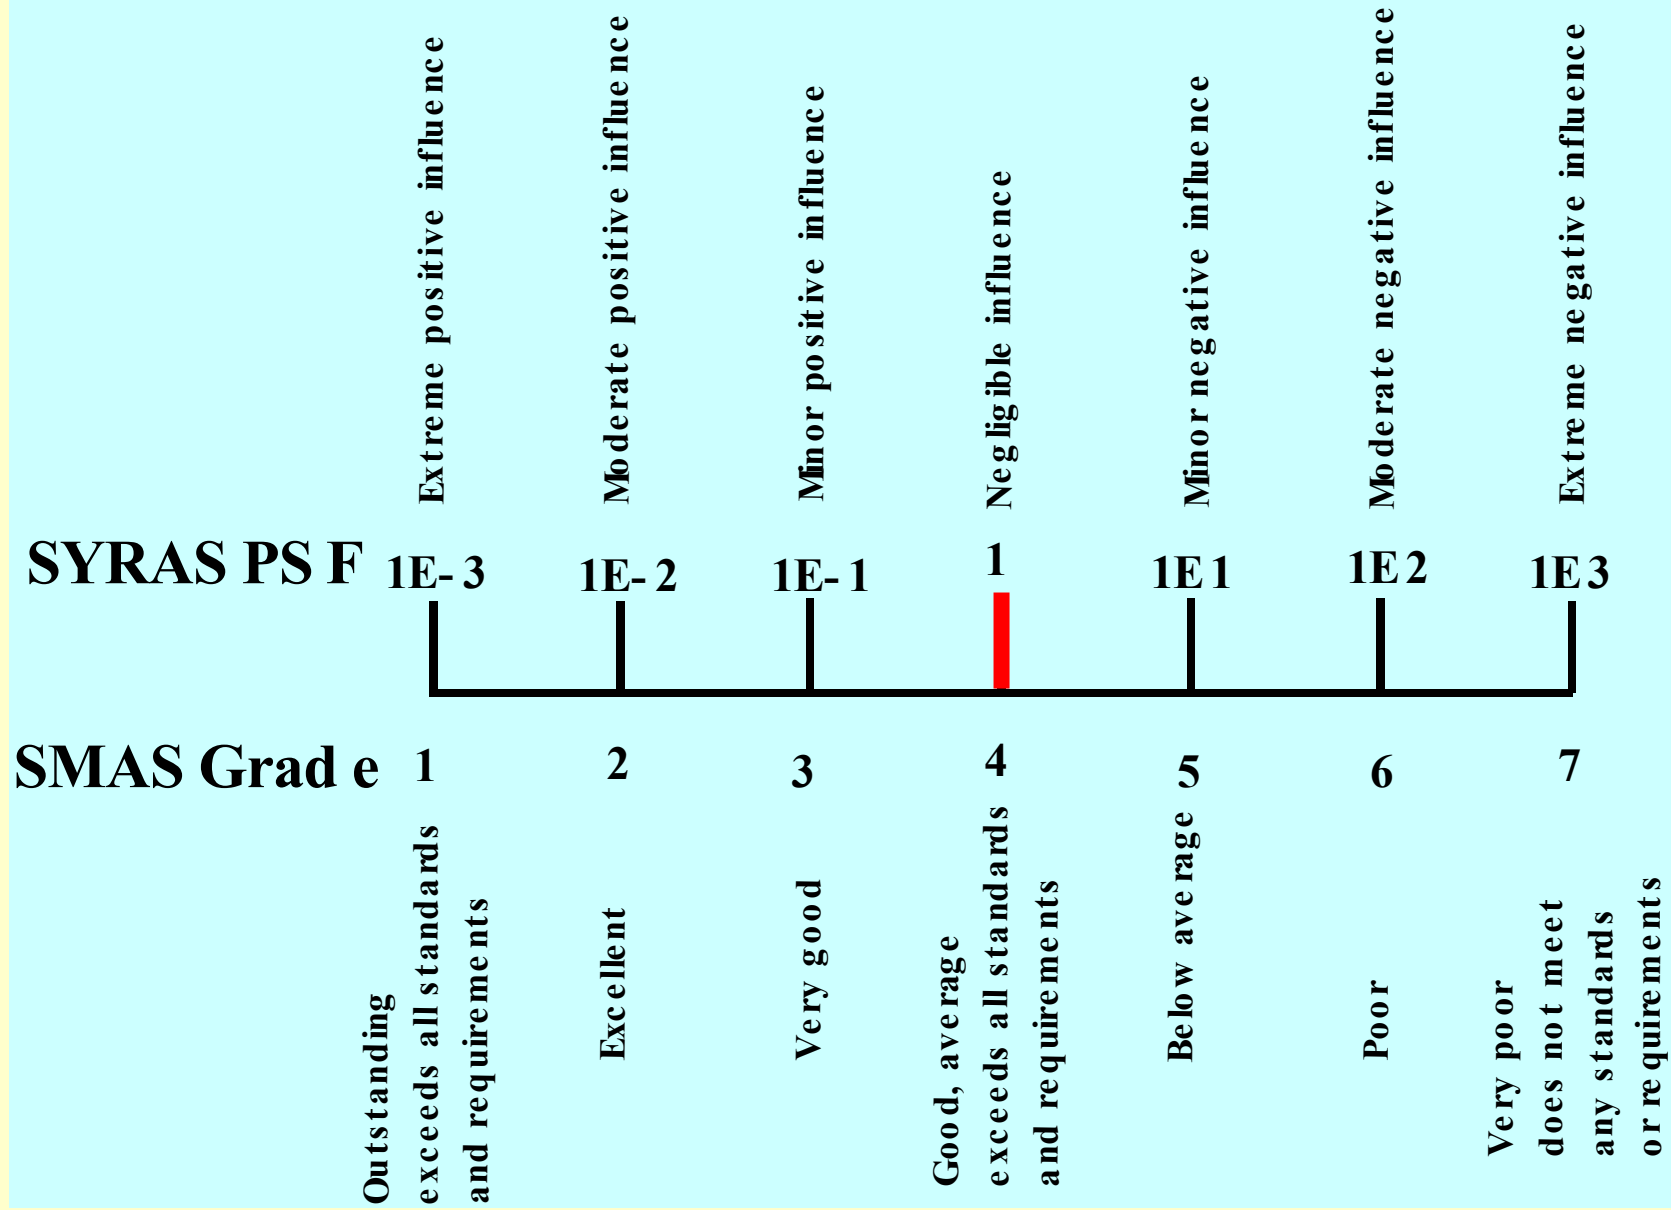 Extreme positive influence
Moderate positive influence
Minor positive influence
Negligible influence
Minor negative influence
Moderate negative influence
Extreme negative influence
SYRAS PSF 1E-3 1E-2 1E-1 1 1E1 1E2 1E3
SMAS Grade 1 2 3 4 5 6 7
Outstanding
exceeds all standards
and requirements
Excellent
Very good
Good, average
exceeds all standards
and requirements
Below average
Poor
Very poor
does not meet
any standards
or requirements